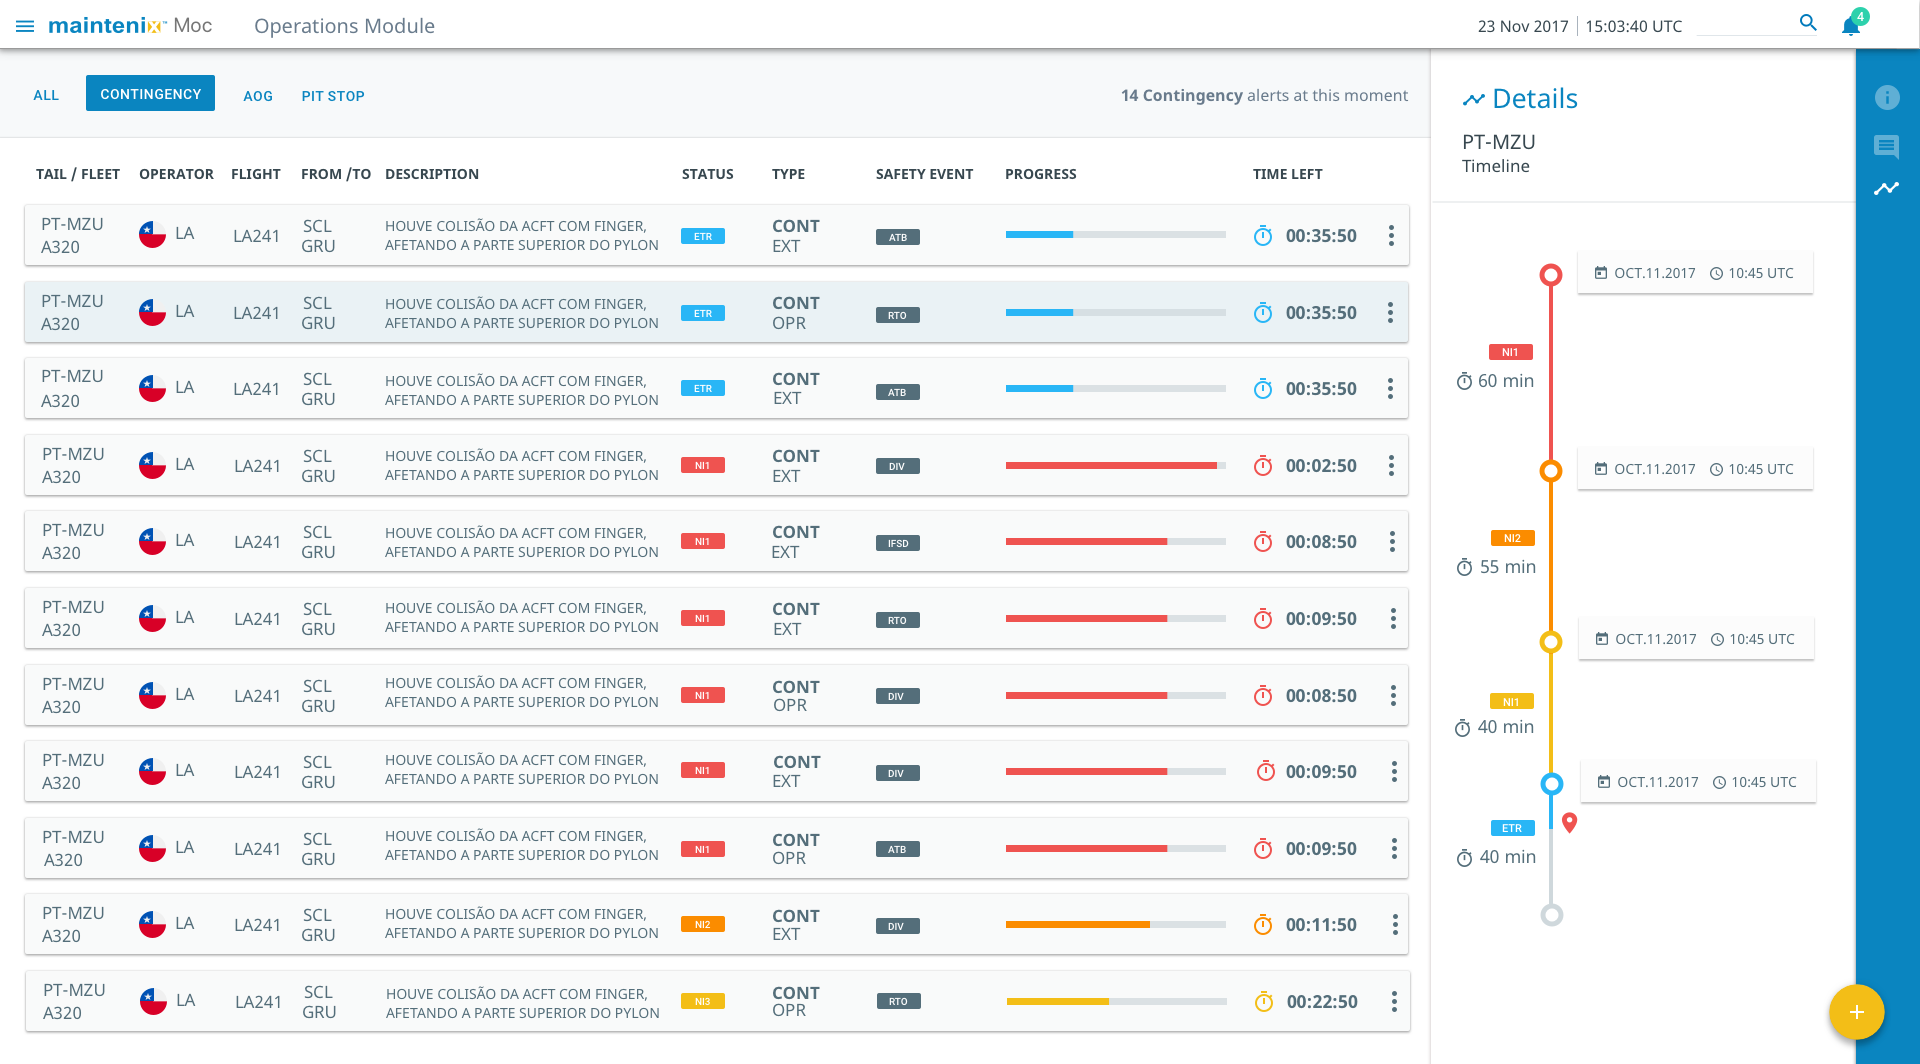 maintenix™ Moc
Operations Module
23 Nov 2017 | 15:03:40 UTC
4
ALL
CONTINGENCY
AOG
PIT STOP
14 Contingency alerts at this moment
TAIL / FLEET OPERATOR FLIGHT FROM /TO DESCRIPTION STATUS TYPE SAFETY EVENT PROGRESS TIME LEFT
PT-MZU LA LA241 SCL HOUVE COLISÃO DA ACFT COM FINGER, ETR CONT ATB 00:35:50
A320 GRU AFETANDO A PARTE SUPERIOR DO PYLON EXT
PT-MZU LA LA241 SCL HOUVE COLISÃO DA ACFT COM FINGER, ETR CONT RTO 00:35:50
A320 GRU AFETANDO A PARTE SUPERIOR DO PYLON OPR
PT-MZU LA LA241 SCL HOUVE COLISÃO DA ACFT COM FINGER, ETR CONT ATB 00:35:50
A320 GRU AFETANDO A PARTE SUPERIOR DO PYLON EXT
PT-MZU LA LA241 SCL HOUVE COLISÃO DA ACFT COM FINGER, NI1 CONT DIV 00:02:50
A320 GRU AFETANDO A PARTE SUPERIOR DO PYLON EXT
PT-MZU LA LA241 SCL HOUVE COLISÃO DA ACFT COM FINGER, NI1 CONT IFSD 00:08:50
A320 GRU AFETANDO A PARTE SUPERIOR DO PYLON EXT
PT-MZU LA LA241 SCL HOUVE COLISÃO DA ACFT COM FINGER, NI1 CONT RTO 00:09:50
A320 GRU AFETANDO A PARTE SUPERIOR DO PYLON EXT
PT-MZU LA LA241 SCL HOUVE COLISÃO DA ACFT COM FINGER, NI1 CONT DIV 00:08:50
A320 GRU AFETANDO A PARTE SUPERIOR DO PYLON OPR
PT-MZU LA LA241 SCL HOUVE COLISÃO DA ACFT COM FINGER, NI1 CONT DIV 00:09:50
A320 GRU AFETANDO A PARTE SUPERIOR DO PYLON EXT
PT-MZU LA LA241 SCL HOUVE COLISÃO DA ACFT COM FINGER, NI1 CONT ATB 00:09:50
A320 GRU AFETANDO A PARTE SUPERIOR DO PYLON OPR
PT-MZU LA LA241 SCL HOUVE COLISÃO DA ACFT COM FINGER, NI2 CONT DIV 00:11:50
A320 GRU AFETANDO A PARTE SUPERIOR DO PYLON EXT
PT-MZU LA LA241 SCL HOUVE COLISÃO DA ACFT COM FINGER, NI3 CONT RTO 00:22:50
A320 GRU AFETANDO A PARTE SUPERIOR DO PYLON OPR
Details
PT-MZU
Timeline
OCT.11.2017 10:45 UTC
NI1
60 min
OCT.11.2017 10:45 UTC
NI2
55 min
OCT.11.2017 10:45 UTC
NI1
40 min
OCT.11.2017 10:45 UTC
ETR
40 min